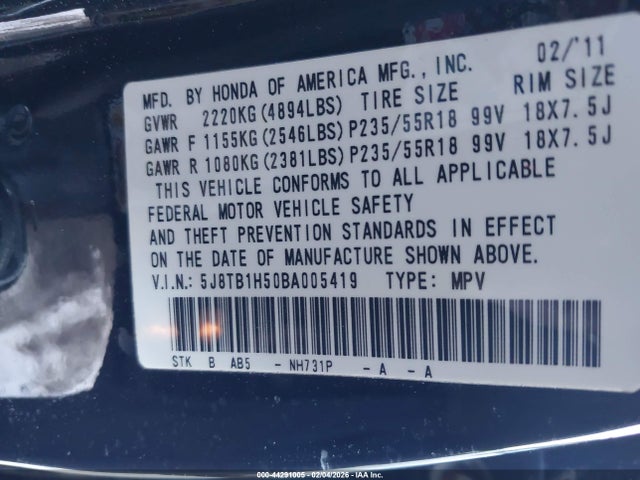 MFD. BY HONDA OF AMERICA MFG., INC. 02/'11
GVWR 2220KG(4894LBS) TIRE SIZE RIM SIZE
GAWR F 1155KG(2546LBS)P235/55R18 99V 18X7.5J
GAWR R 1080KG(2381LBS)P235/55R18 99V 18X7.5J
THIS VEHICLE CONFORMS TO ALL APPLICABLE
FEDERAL MOTOR VEHICLE SAFETY
AND THEFT PREVENTION STANDARDS IN EFFECT
ON THE DATE OF MANUFACTURE SHOWN ABOVE.
V.I.N.: 5J8TB1H50BA005419 TYPE: MPV
STK B AB5 - NH731P - A - A
000-44291005 - 02/04/2026 - IAA Inc.